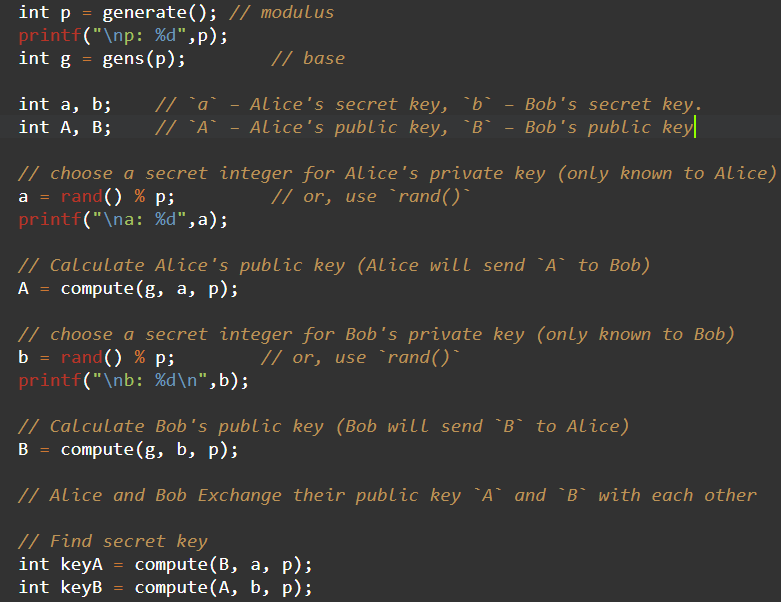 int p = generate(); // modulus
printf("\np: %d",p);
int g = gens(p);        // base
int a, b;    // `a` – Alice's secret key, `b` – Bob's secret key.
int A, B;    // `A` – Alice's public key, `B` – Bob's public key
// choose a secret integer for Alice's private key (only known to Alice)
a = rand() % p;         // or, use `rand()`
printf("\na: %d",a);
// Calculate Alice's public key (Alice will send `A` to Bob)
A = compute(g, a, p);
// choose a secret integer for Bob's private key (only known to Bob)
b = rand() % p;        // or, use `rand()`
printf("\nb: %d\n",b);
// Calculate Bob's public key (Bob will send `B` to Alice)
B = compute(g, b, p);
// Alice and Bob Exchange their public key `A` and `B` with each other
// Find secret key
int keyA = compute(B, a, p);
int keyB = compute(A, b, p);